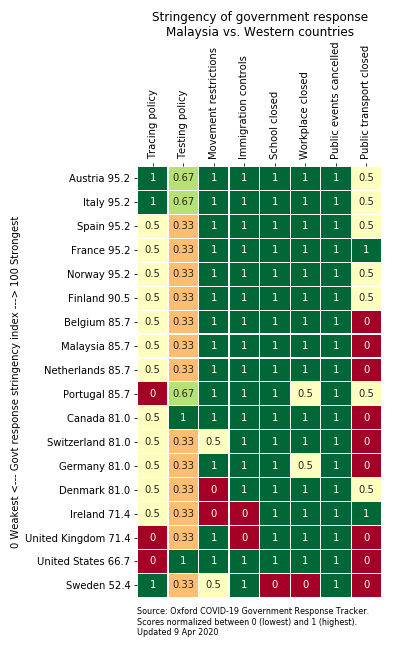 Stringency of government response
Malaysia vs. Western countries
Tracing policy
Testing policy
Movement restrictions
Immigration controls
School closed
Workplace closed
Public events cancelled
Public transport closed
0 Weakest <--- Govt response stringency index ---> 100 Strongest
Austria 95.2 1 0.67 1 1 1 1 1 0.5
Italy 95.2 1 0.67 1 1 1 1 1 0.5
Spain 95.2 0.5 0.33 1 1 1 1 1 0.5
France 95.2 0.5 0.33 1 1 1 1 1 1
Norway 95.2 0.5 0.33 1 1 1 1 1 0.5
Finland 90.5 0.5 0.33 1 1 1 1 1 0.5
Belgium 85.7 0.5 0.33 1 1 1 1 1 0
Malaysia 85.7 0.5 0.33 1 1 1 1 1 0
Netherlands 85.7 0.5 0.33 1 1 1 1 1 0
Portugal 85.7 0 0.67 1 1 1 0.5 1 0.5
Canada 81.0 0.5 1 1 1 1 1 1 0
Switzerland 81.0 0.5 0.33 0.5 1 1 1 1 0
Germany 81.0 0.5 0.33 1 1 1 0.5 1 0
Denmark 81.0 0.5 0.33 0 1 1 1 1 0.5
Ireland 71.4 0.5 0.33 0 0 1 1 1 1
United Kingdom 71.4 0 0.33 1 0 1 1 1 0
United States 66.7 0 1 1 1 1 1 1 0
Sweden 52.4 1 0.33 0.5 1 0 0 1 0
Source: Oxford COVID-19 Government Response Tracker.
Scores normalized between 0 (lowest) and 1 (highest).
Updated 9 Apr 2020